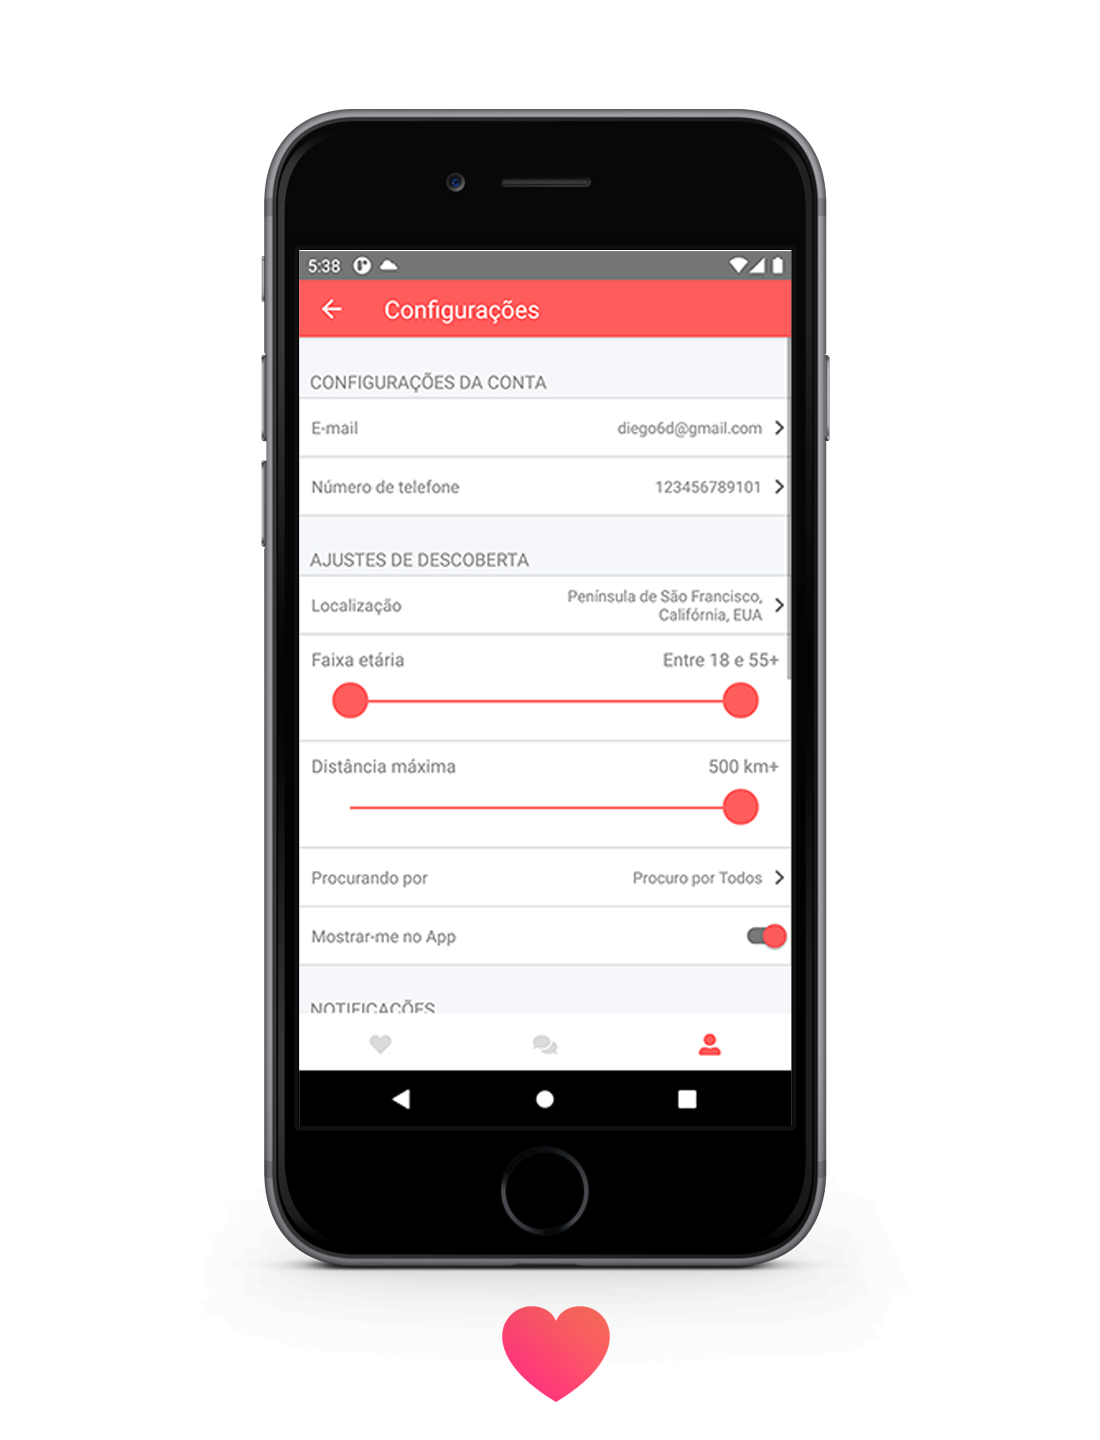 5:38
Configurações
CONFIGURAÇÕES DA CONTA
E-mail diego6d@gmail.com
Número de telefone 123456789101
AJUSTES DE DESCOBERTA
Localização Península de São Francisco,
Califórnia, EUA
Faixa etária Entre 18 e 55+
Distância máxima 500 km+
Procurando por Procuro por Todos
Mostrar-me no App
NOTIFICAÇÕES